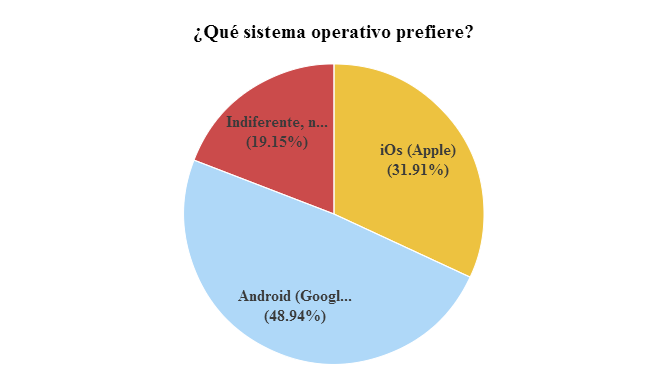 ¿Qué sistema operativo prefiere?
Indiferente, n...
(19.15%)
iOs (Apple)
(31.91%)
Android (Googl...
(48.94%)